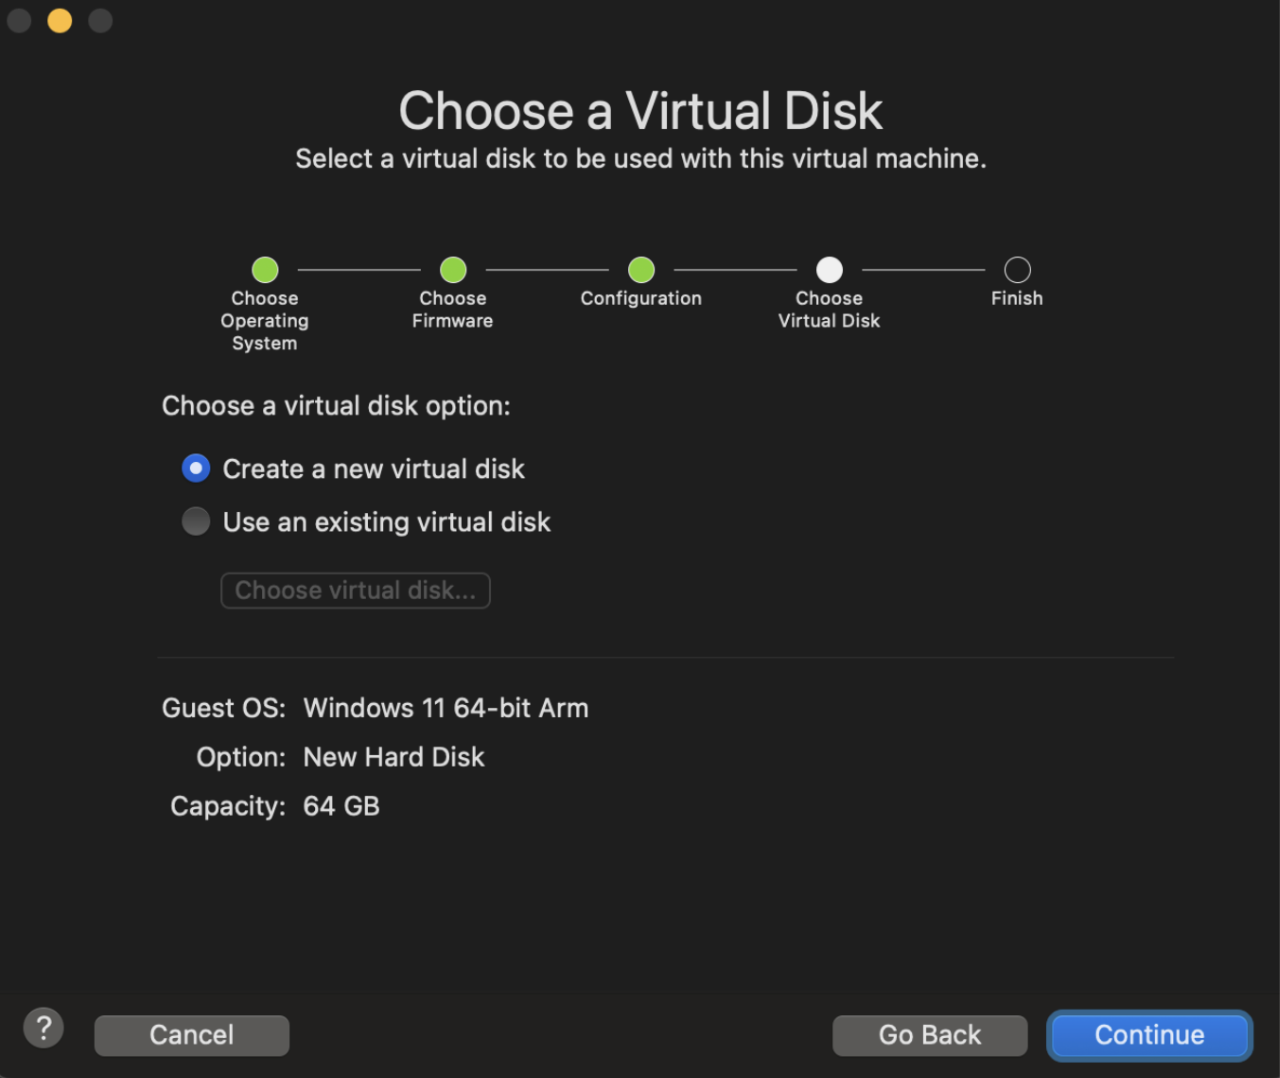 Choose a Virtual Disk
Select a virtual disk to be used with this virtual machine.
Choose
Operating
System
Choose
Firmware
Configuration
Choose
Virtual Disk
Finish
Choose a virtual disk option:
Create a new virtual disk
Use an existing virtual disk
Choose virtual disk...
Guest OS: Windows 11 64-bit Arm
Option: New Hard Disk
Capacity: 64 GB
? Cancel Go Back Continue